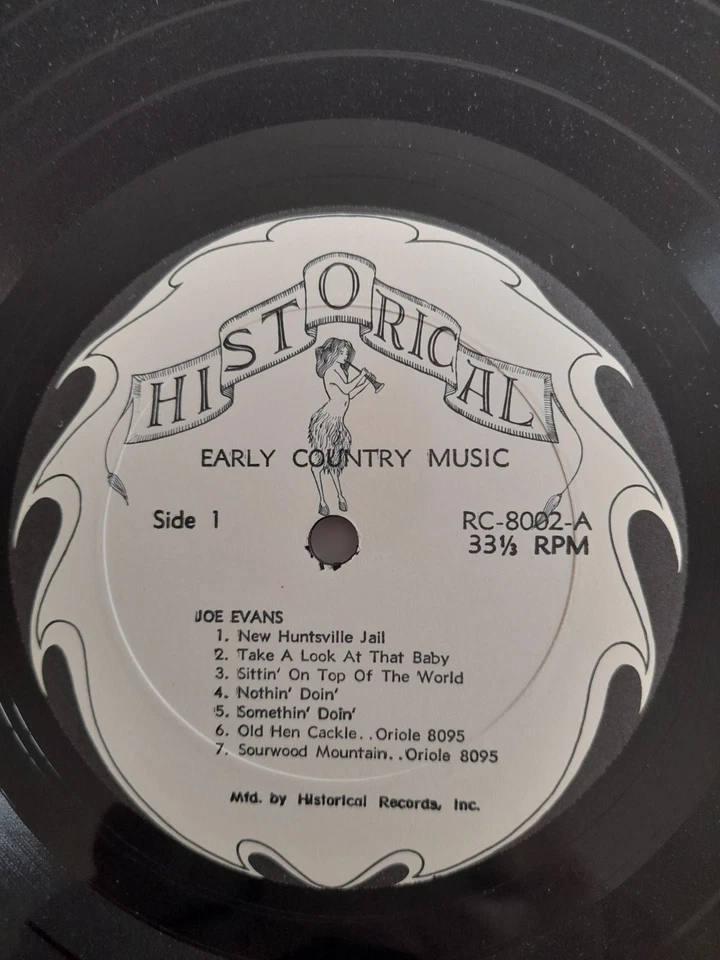 HISTORICAL
EARLY COUNTRY MUSIC
Side 1
RC-8002-A
33⅓ RPM
JOE EVANS
1. New Huntsville Jail
2. Take A Look At That Baby
3. Sittin' On Top Of The World
4. Nothin' Doin'
5. Somethin' Doin'
6. Old Hen Cackle. .Oriole 8095
7. Sourwood Mountain. .Oriole 8095
Mfd. by Historical Records, Inc.